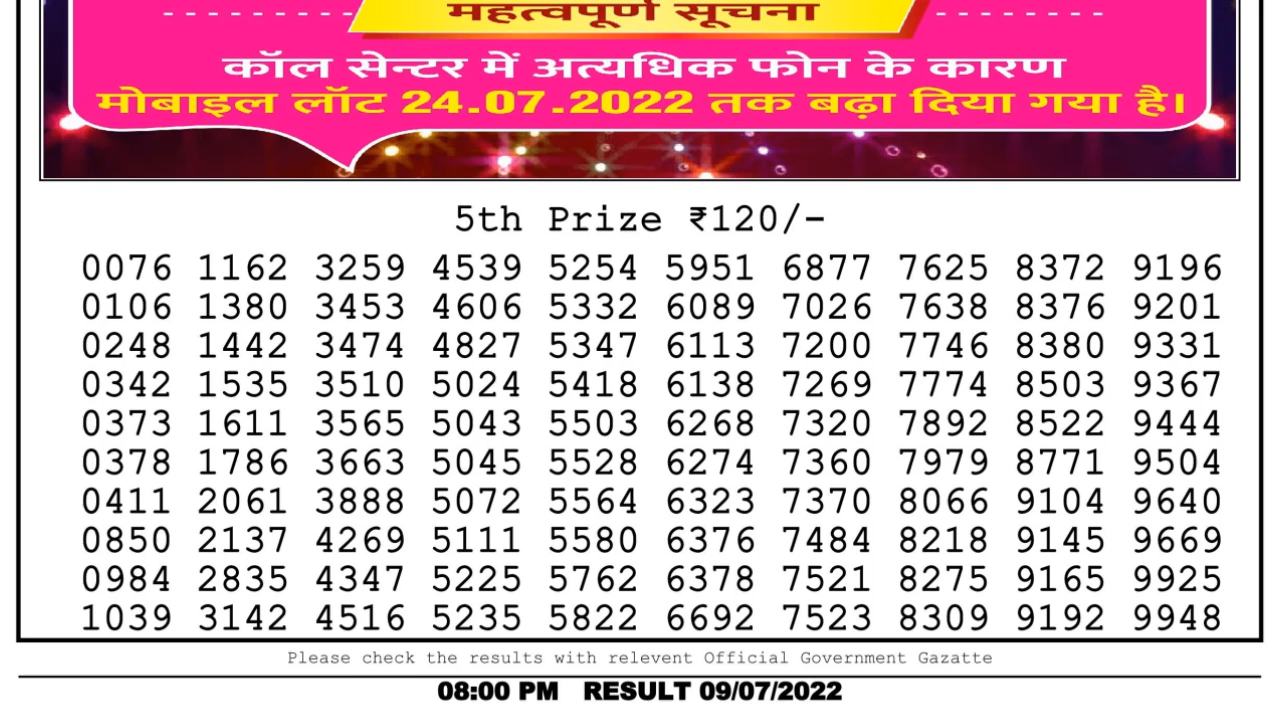 महत्वपूर्ण सूचना
कॉल सेन्टर में अत्यधिक फोन के कारण
मोबाइल लॉट 24.07.2022 तक बढ़ा दिया गया है।
5th Prize ₹120/-
0076 1162 3259 4539 5254 5951 6877 7625 8372 9196
0106 1380 3453 4606 5332 6089 7026 7638 8376 9201
0248 1442 3474 4827 5347 6113 7200 7746 8380 9331
0342 1535 3510 5024 5418 6138 7269 7774 8503 9367
0373 1611 3565 5043 5503 6268 7320 7892 8522 9444
0378 1786 3663 5045 5528 6274 7360 7979 8771 9504
0411 2061 3888 5072 5564 6323 7370 8066 9104 9640
0850 2137 4269 5111 5580 6376 7484 8218 9145 9669
0984 2835 4347 5225 5762 6378 7521 8275 9165 9925
1039 3142 4516 5235 5822 6692 7523 8309 9192 9948
Please check the results with relevent Official Government Gazatte
08:00 PM RESULT 09/07/2022